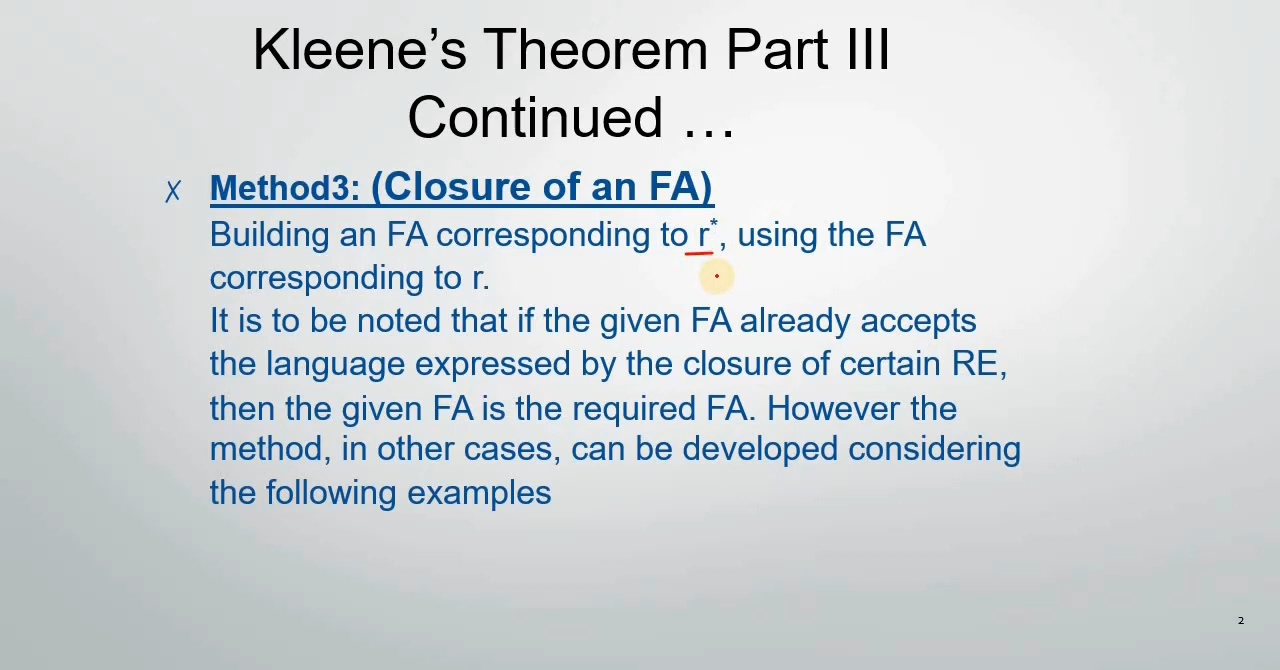 Kleene’s Theorem Part III
Continued …
Method3: (Closure of an FA)
Building an FA corresponding to r*, using the FA
corresponding to r.
It is to be noted that if the given FA already accepts
the language expressed by the closure of certain RE,
then the given FA is the required FA. However the
method, in other cases, can be developed considering
the following examples
2